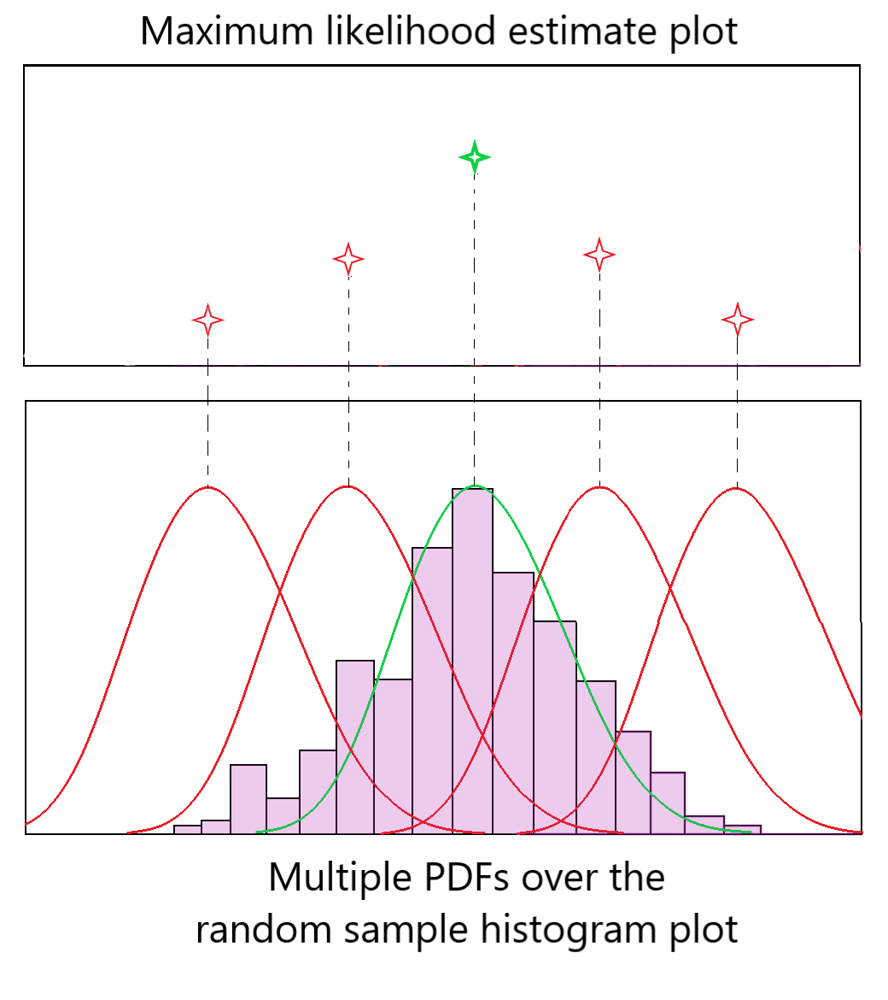 Maximum likelihood estimate plot
Multiple PDFs over the
random sample histogram plot